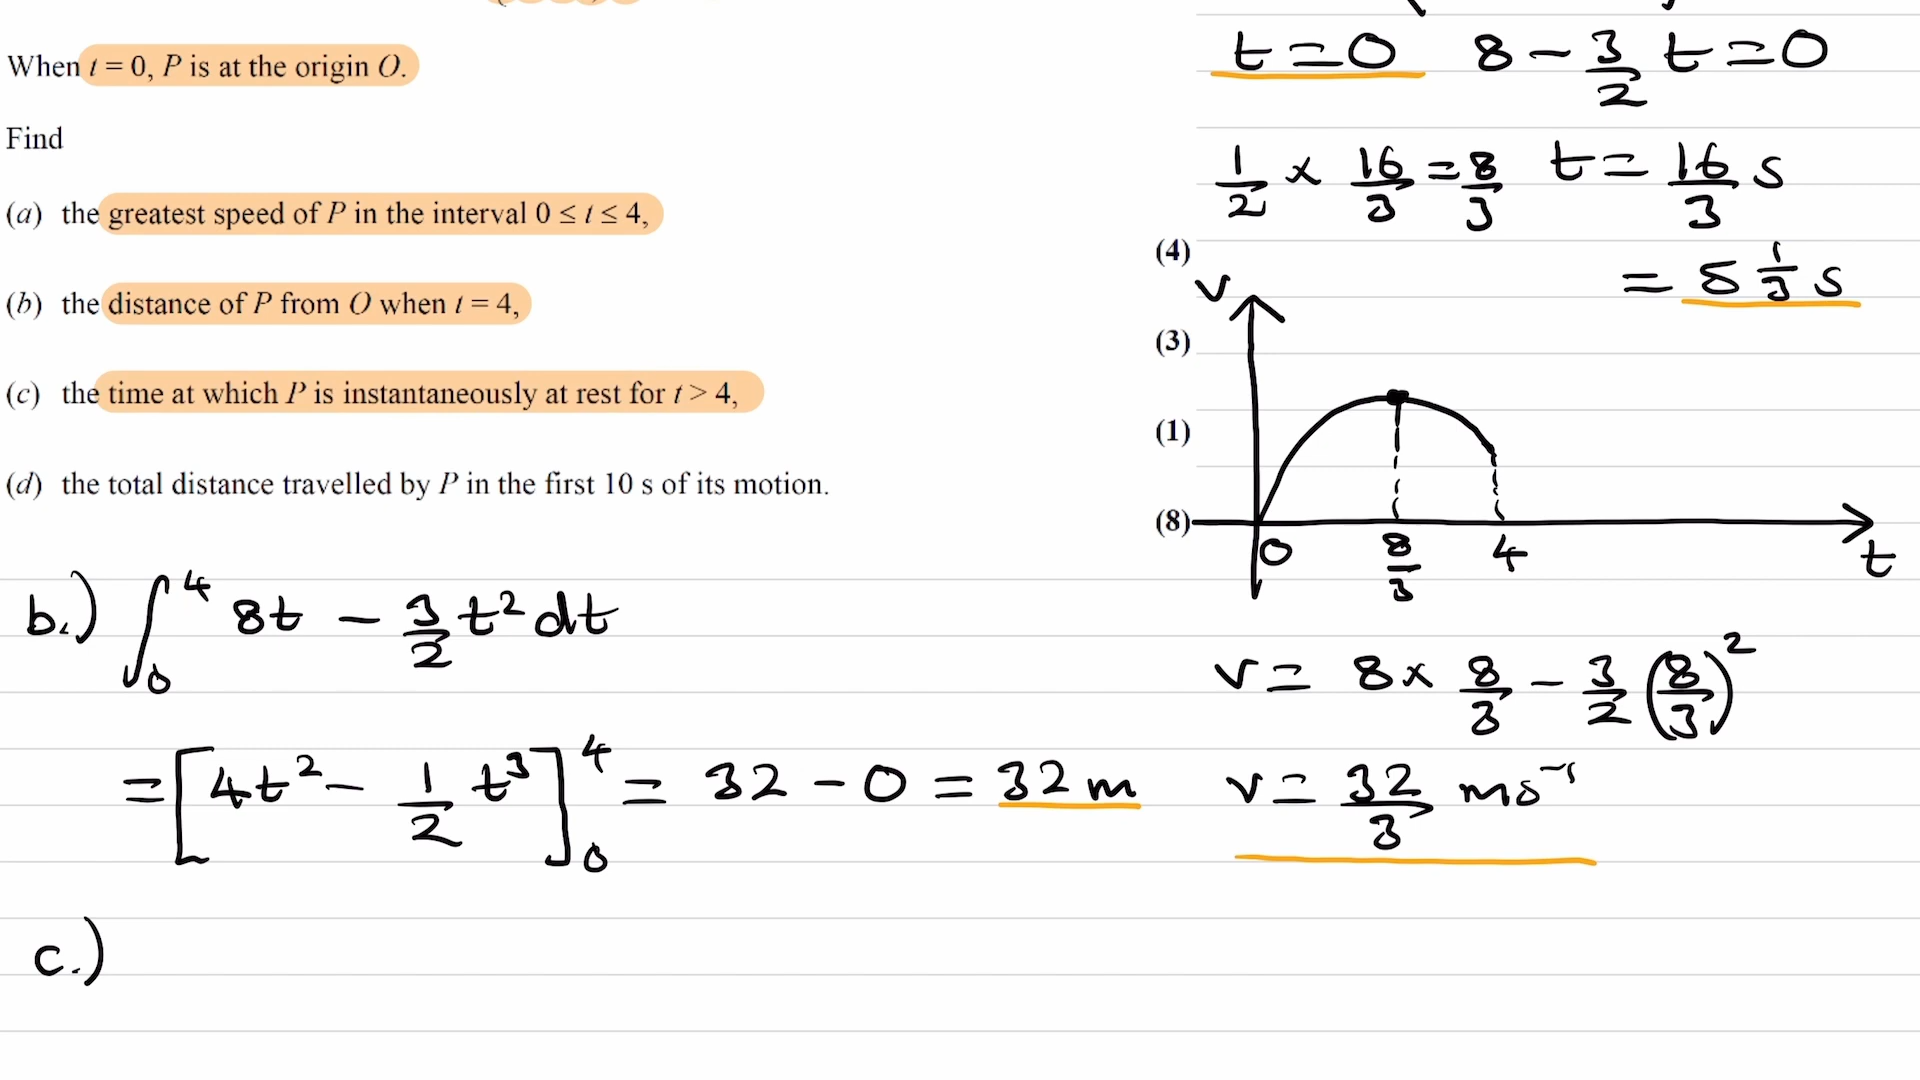 When t = 0, P is at the origin O.
Find
(a) the greatest speed of P in the interval 0 ≤ t ≤ 4,
(4)
(b) the distance of P from O when t = 4,
(3)
(c) the time at which P is instantaneously at rest for t > 4,
(1)
(d) the total distance travelled by P in the first 10 s of its motion.
(8)
t = 0 8 - 3/2 t = 0
1/2 × 16/3 = 8/3 t = 16/3 s
= 5 1/3 s
v
0 8/3 4 t
b.) ∫₀⁴ 8t - 3/2 t² dt
= [4t² - 1/2 t³]₀⁴ = 32 - 0 = 32 m
v = 8 × 8/3 - 3/2 (8/3)²
v = 32/3 ms⁻¹
c.)